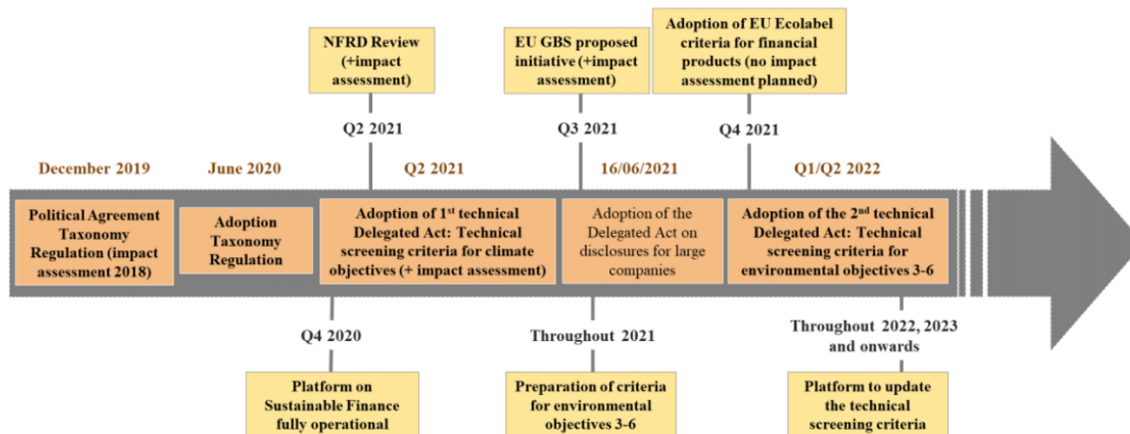 NFRD Review
(+impact
assessment)
EU GBS proposed
initiative (+impact
assessment)
Adoption of EU Ecolabel
criteria for financial
products (no impact
assessment planned)
Q2 2021
Q3 2021
Q4 2021
December 2019
June 2020
Q2 2021
16/06/2021
Q1/Q2 2022
Political Agreement
Taxonomy
Regulation (impact
assessment 2018)
Adoption
Taxonomy
Regulation
Adoption of 1st technical
Delegated Act: Technical
screening criteria for climate
objectives (+ impact assessment)
Adoption of the
Delegated Act on
disclosures for large
companies
Adoption of the 2nd technical
Delegated Act: Technical
screening criteria for
environmental objectives 3-6
Q4 2020
Throughout 2021
Throughout 2022, 2023
and onwards
Platform on
Sustainable Finance
fully operational
Preparation of criteria
for environmental
objectives 3-6
Platform to update
the technical
screening criteria